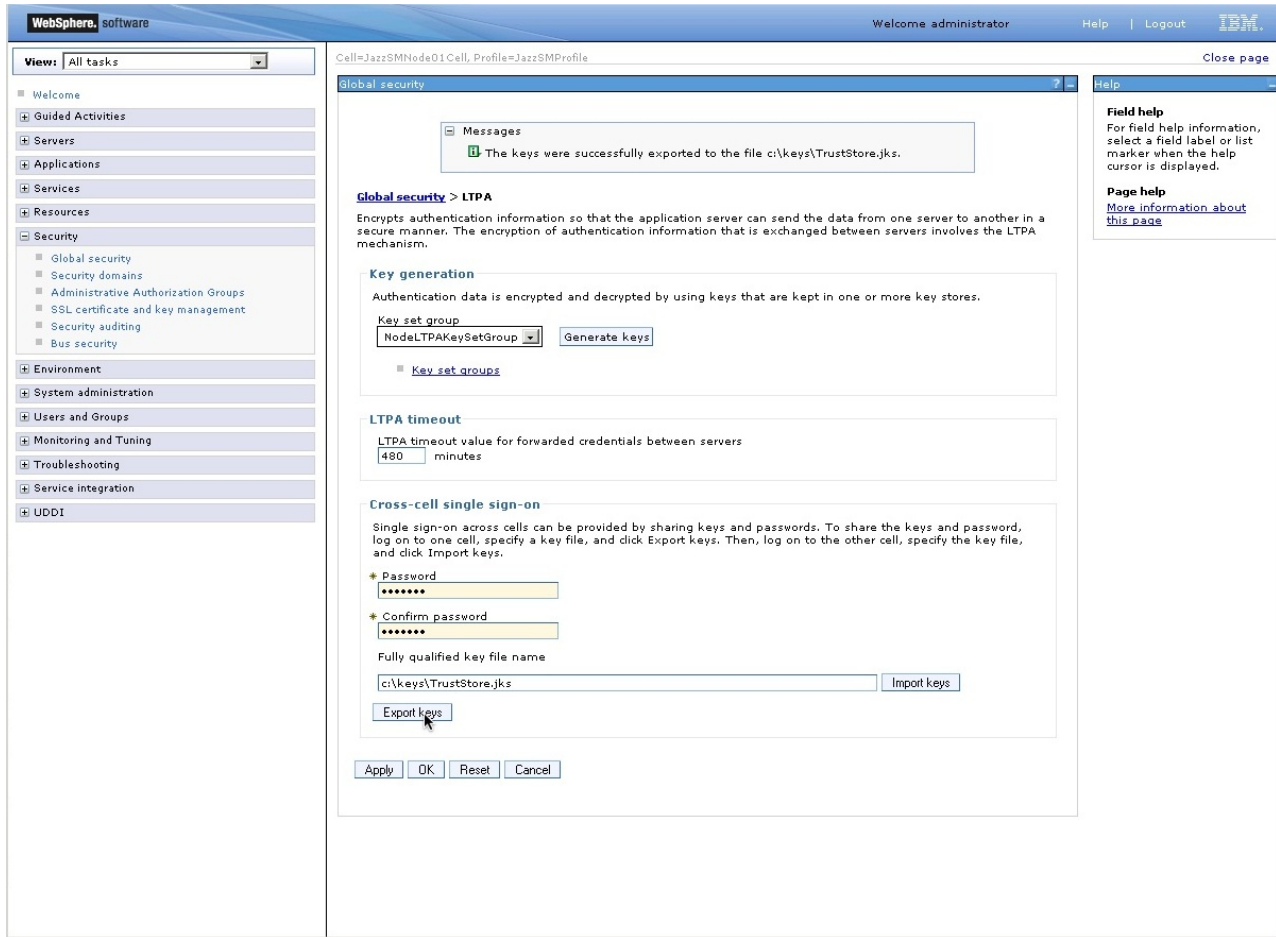 WebSphere. software
Welcome administrator
Help | Logout
IBM.
View: All tasks
Welcome
Guided Activities
Servers
Applications
Services
Resources
Security
Global security
Security domains
Administrative Authorization Groups
SSL certificate and key management
Security auditing
Bus security
Environment
System administration
Users and Groups
Monitoring and Tuning
Troubleshooting
Service integration
UDDI
Cell=JazzSMNode01Cell, Profile=JazzSMProfile
Close page
Global security
?
Messages
The keys were successfully exported to the file c:\keys\TrustStore.jks.
Global security > LTPA
Encrypts authentication information so that the application server can send the data from one server to another in a
secure manner. The encryption of authentication information that is exchanged between servers involves the LTPA
mechanism.
Key generation
Authentication data is encrypted and decrypted by using keys that are kept in one or more key stores.
Key set group
NodeLTPAKeySetGroup
Generate keys
Key set groups
LTPA timeout
LTPA timeout value for forwarded credentials between servers
480 minutes
Cross-cell single sign-on
Single sign-on across cells can be provided by sharing keys and passwords. To share the keys and password,
log on to one cell, specify a key file, and click Export keys. Then, log on to the other cell, specify the key file,
and click Import keys.
* Password
•••••••
* Confirm password
•••••••
Fully qualified key file name
c:\keys\TrustStore.jks
Import keys
Export keys
Apply OK Reset Cancel
Help
Field help
For field help information,
select a field label or list
marker when the help
cursor is displayed.
Page help
More information about
this page